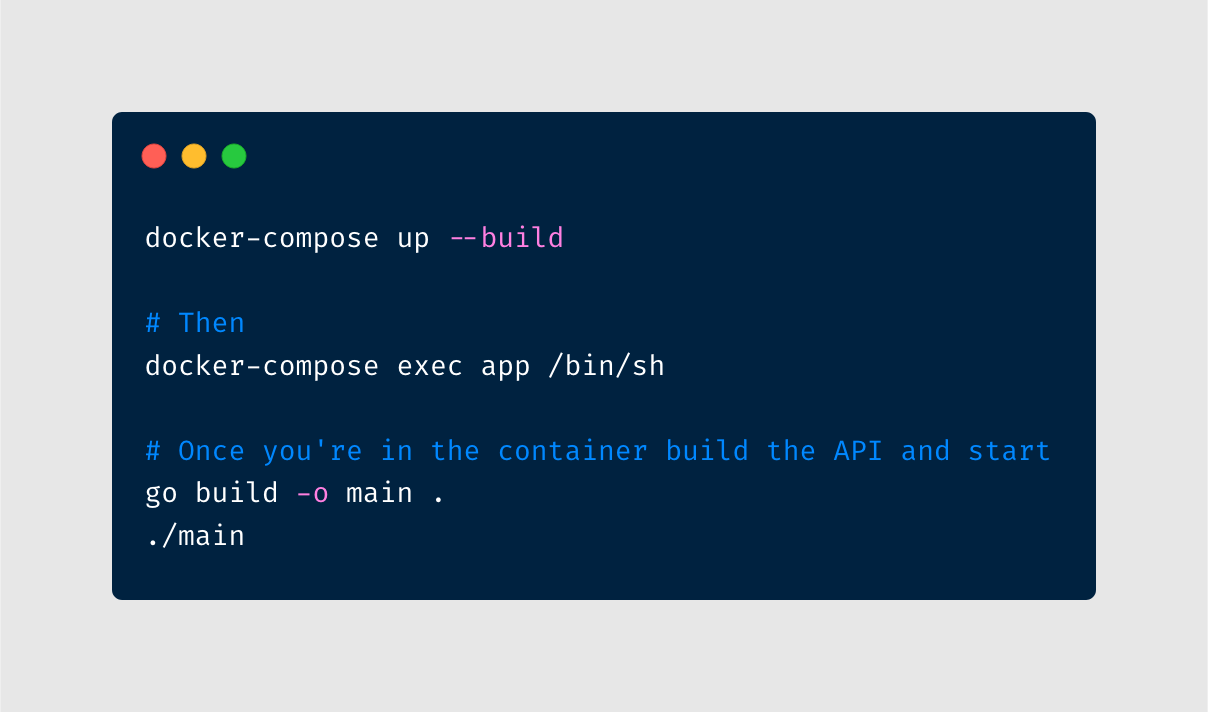 docker-compose up --build
# Then
docker-compose exec app /bin/sh
# Once you're in the container build the API and start
go build -o main .
./main